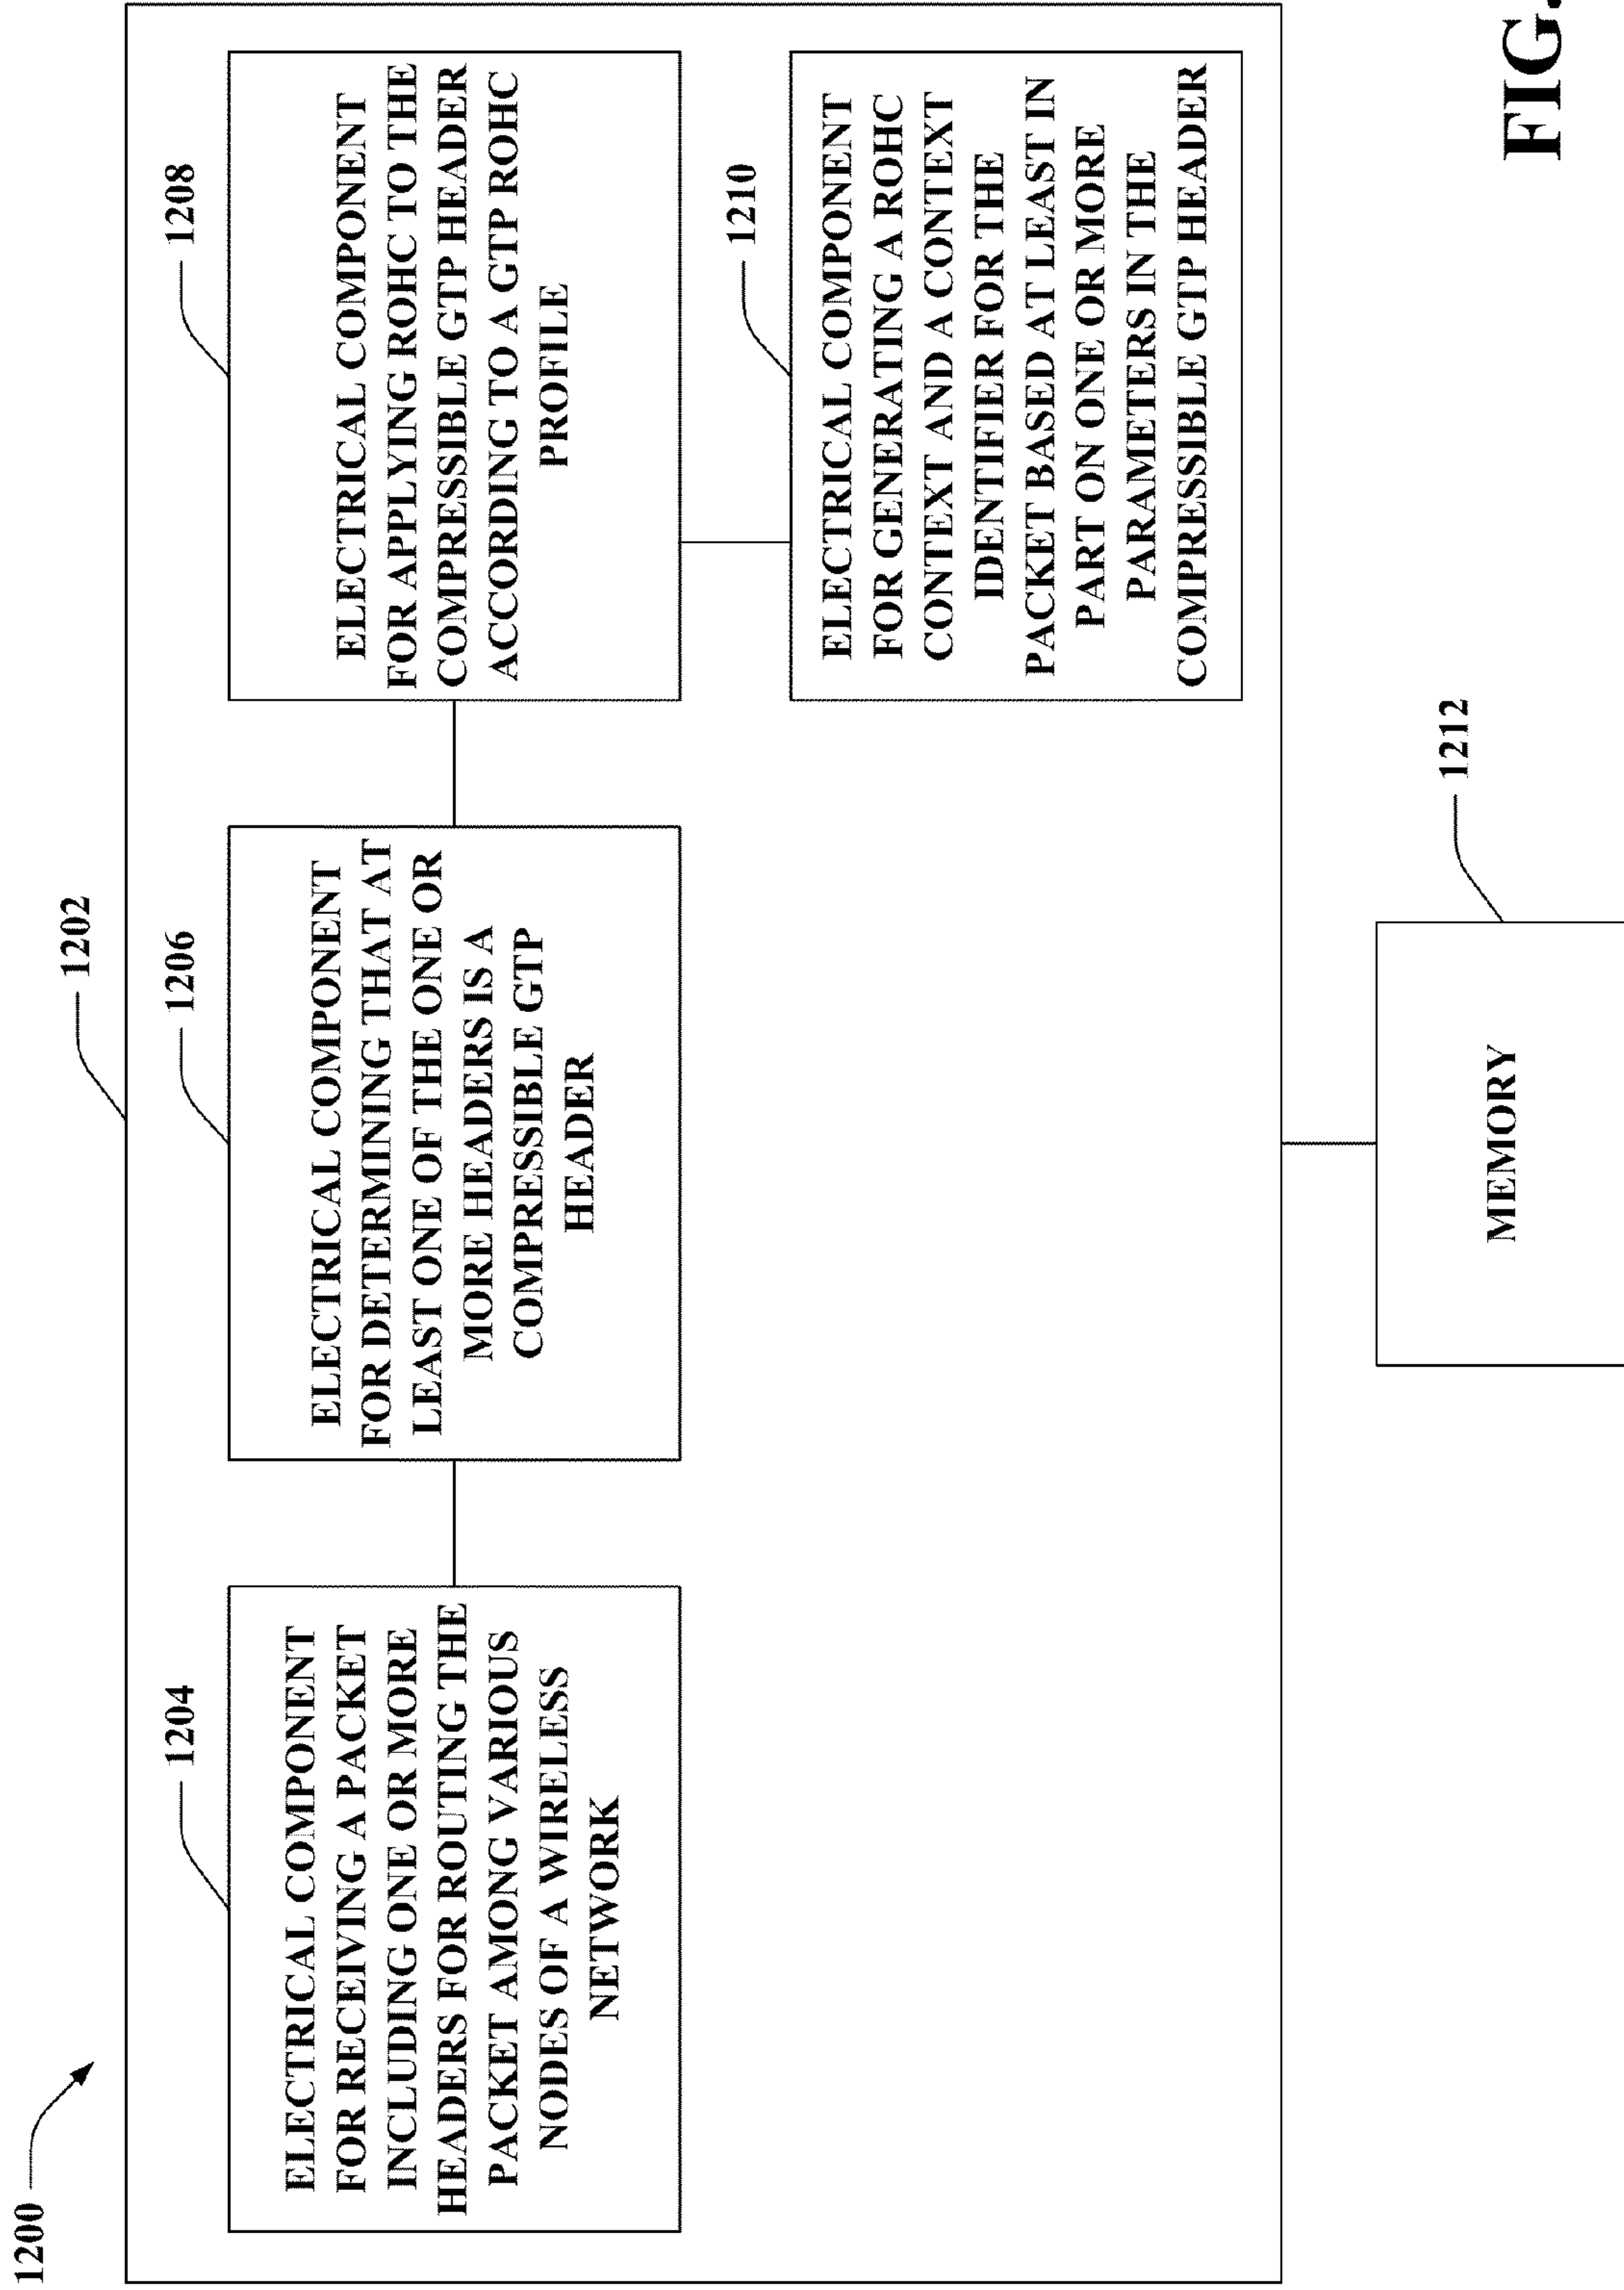 1200
1202
1204
ELECTRICAL COMPONENT
FOR RECEIVING A PACKET
INCLUDING ONE OR MORE
HEADERS FOR ROUTING THE
PACKET AMONG VARIOUS
NODES OF A WIRELESS
NETWORK
1206
ELECTRICAL COMPONENT
FOR DETERMINING THAT AT
LEAST ONE OF THE ONE OR
MORE HEADERS IS A
COMPRESSIBLE GTP
HEADER
1208
ELECTRICAL COMPONENT
FOR APPLYING ROHC TO THE
COMPRESSIBLE GTP HEADER
ACCORDING TO A GTP ROHC
PROFILE
1210
ELECTRICAL COMPONENT
FOR GENERATING A ROHC
CONTEXT AND A CONTEXT
IDENTIFIER FOR THE
PACKET BASED AT LEAST IN
PART ON ONE OR MORE
PARAMETERS IN THE
COMPRESSIBLE GTP HEADER
1212
MEMORY
FIG.